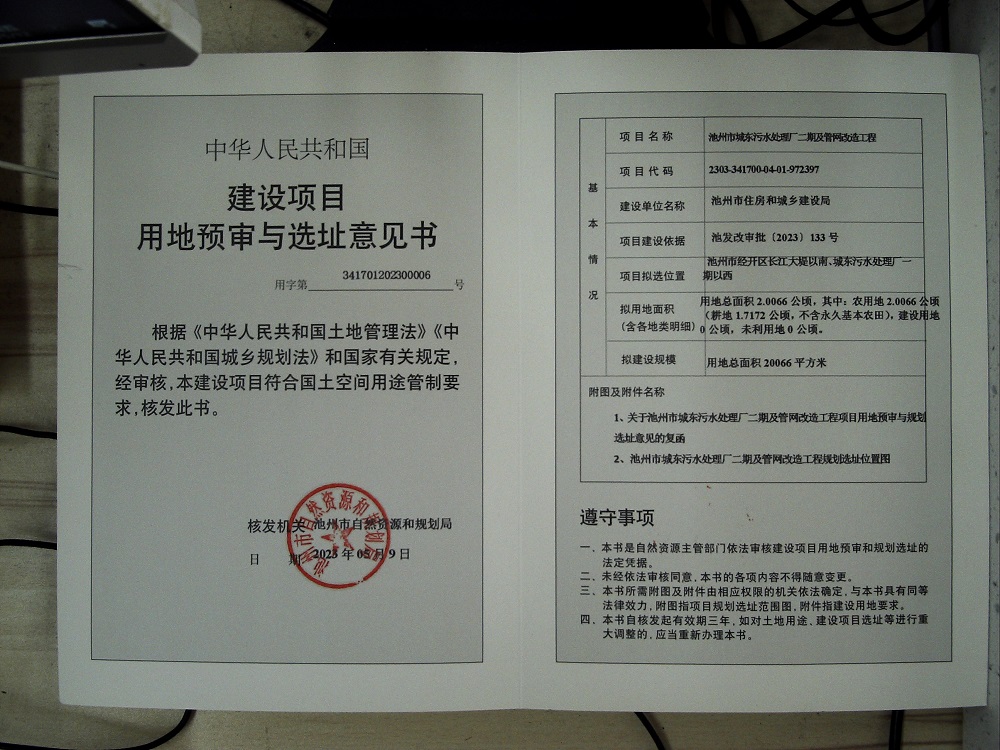 中华人民共和国
建设项目
用地预审与选址意见书
341701202300006
用字第 号
根据《中华人民共和国土地管理法》《中
华人民共和国城乡规划法》和国家有关规定,
经审核,本建设项目符合国土空间用途管制要
求,核发此书。
核发机关 池州市自然资源和规划局
日 期 2023 年 05 月 9 日
池州市自然资源和规划局
基本情况
项目名称 池州市城东污水处理厂二期及管网改造工程
项目代码 2303-341700-04-01-972397
建设单位名称 池州市住房和城乡建设局
项目建设依据 池发改审批〔2023〕133 号
项目拟选位置 池州市经开区长江大堤以南、城东污水处理厂一
期以西
拟用地面积
(含各地类明细)
用地总面积 2.0066 公顷，其中：农用地 2.0066 公顷
（耕地 1.7172 公顷，不含永久基本农田），建设用地
0 公顷，未利用地 0 公顷。
拟建设规模 用地总面积 20066 平方米
附图及附件名称
1、关于池州市城东污水处理厂二期及管网改造工程项目用地预审与规划
选址意见的复函
2、池州市城东污水处理厂二期及管网改造工程规划选址位置图
遵守事项
一、本书是自然资源主管部门依法审核建设项目用地预审和规划选址的
法定凭据。
二、未经依法审核同意,本书的各项内容不得随意变更。
三、本书所需附图及附件由相应权限的机关依法确定,与本书具有同等
法律效力,附图指项目规划选址范围图,附件指建设用地要求。
四、本书自核发起有效期三年,如对土地用途、建设项目选址等进行重
大调整的,应当重新办理本书。